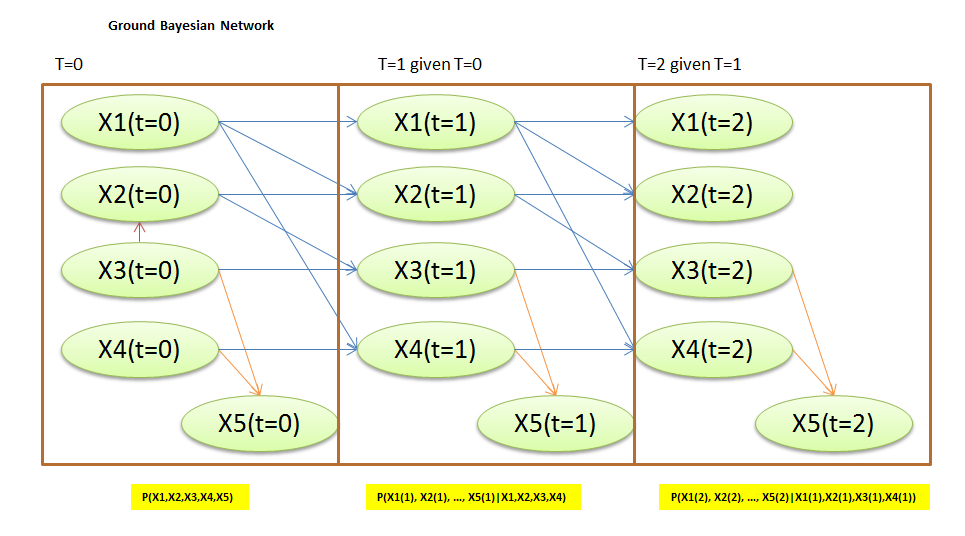 Ground Bayesian Network
T=0 T=1 given T=0 T=2 given T=1
X1(t=0) X1(t=1) X1(t=2)
X2(t=0) X2(t=1) X2(t=2)
X3(t=0) X3(t=1) X3(t=2)
X4(t=0) X4(t=1) X4(t=2)
X5(t=0) X5(t=1) X5(t=2)
P(X1,X2,X3,X4,X5) P(X1(1), X2(1), ..., X5(1)|X1,X2,X3,X4) P(X1(2), X2(2), ..., X5(2)|X1(1),X2(1),X3(1),X4(1))